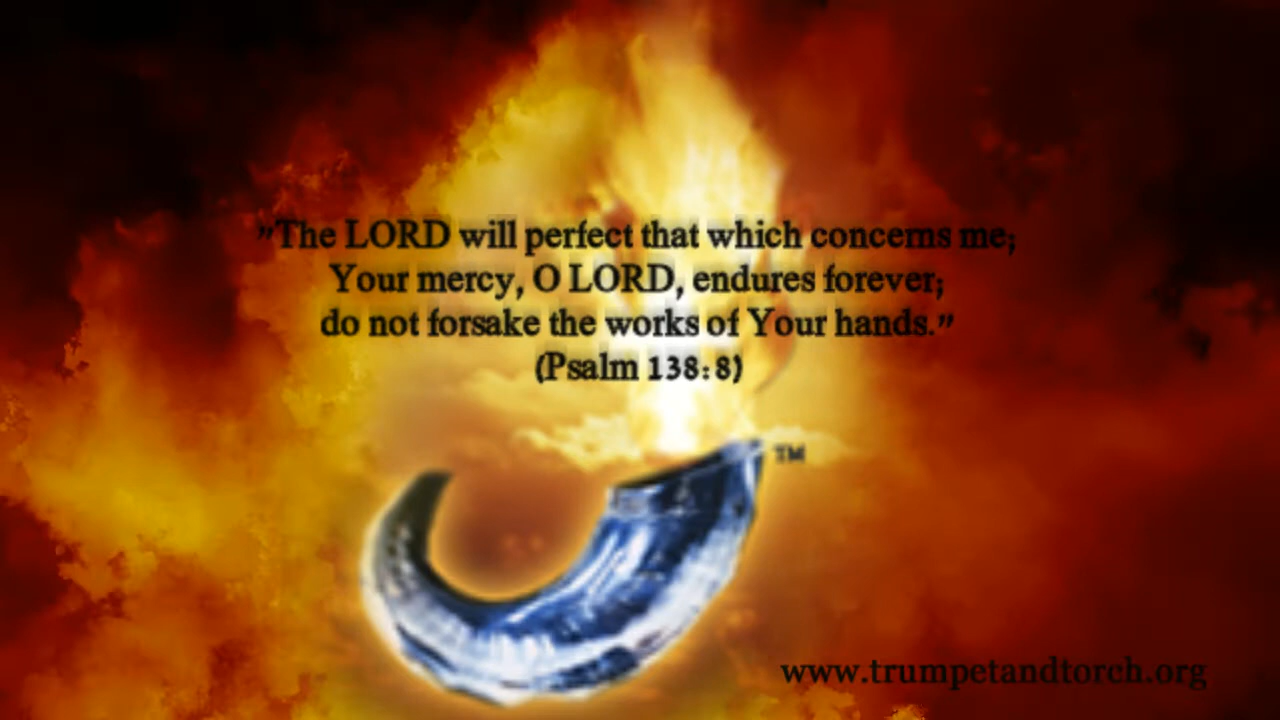 ”The LORD will perfect that which concerns me;
Your mercy, O LORD, endures forever;
do not forsake the works of Your hands.”
(Psalm 138:8)
TM
www.trumpetandtorch.org